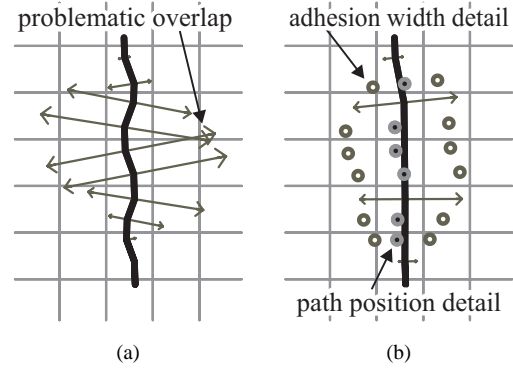 problematic overlap
adhesion width detail
path position detail
(a)
(b)